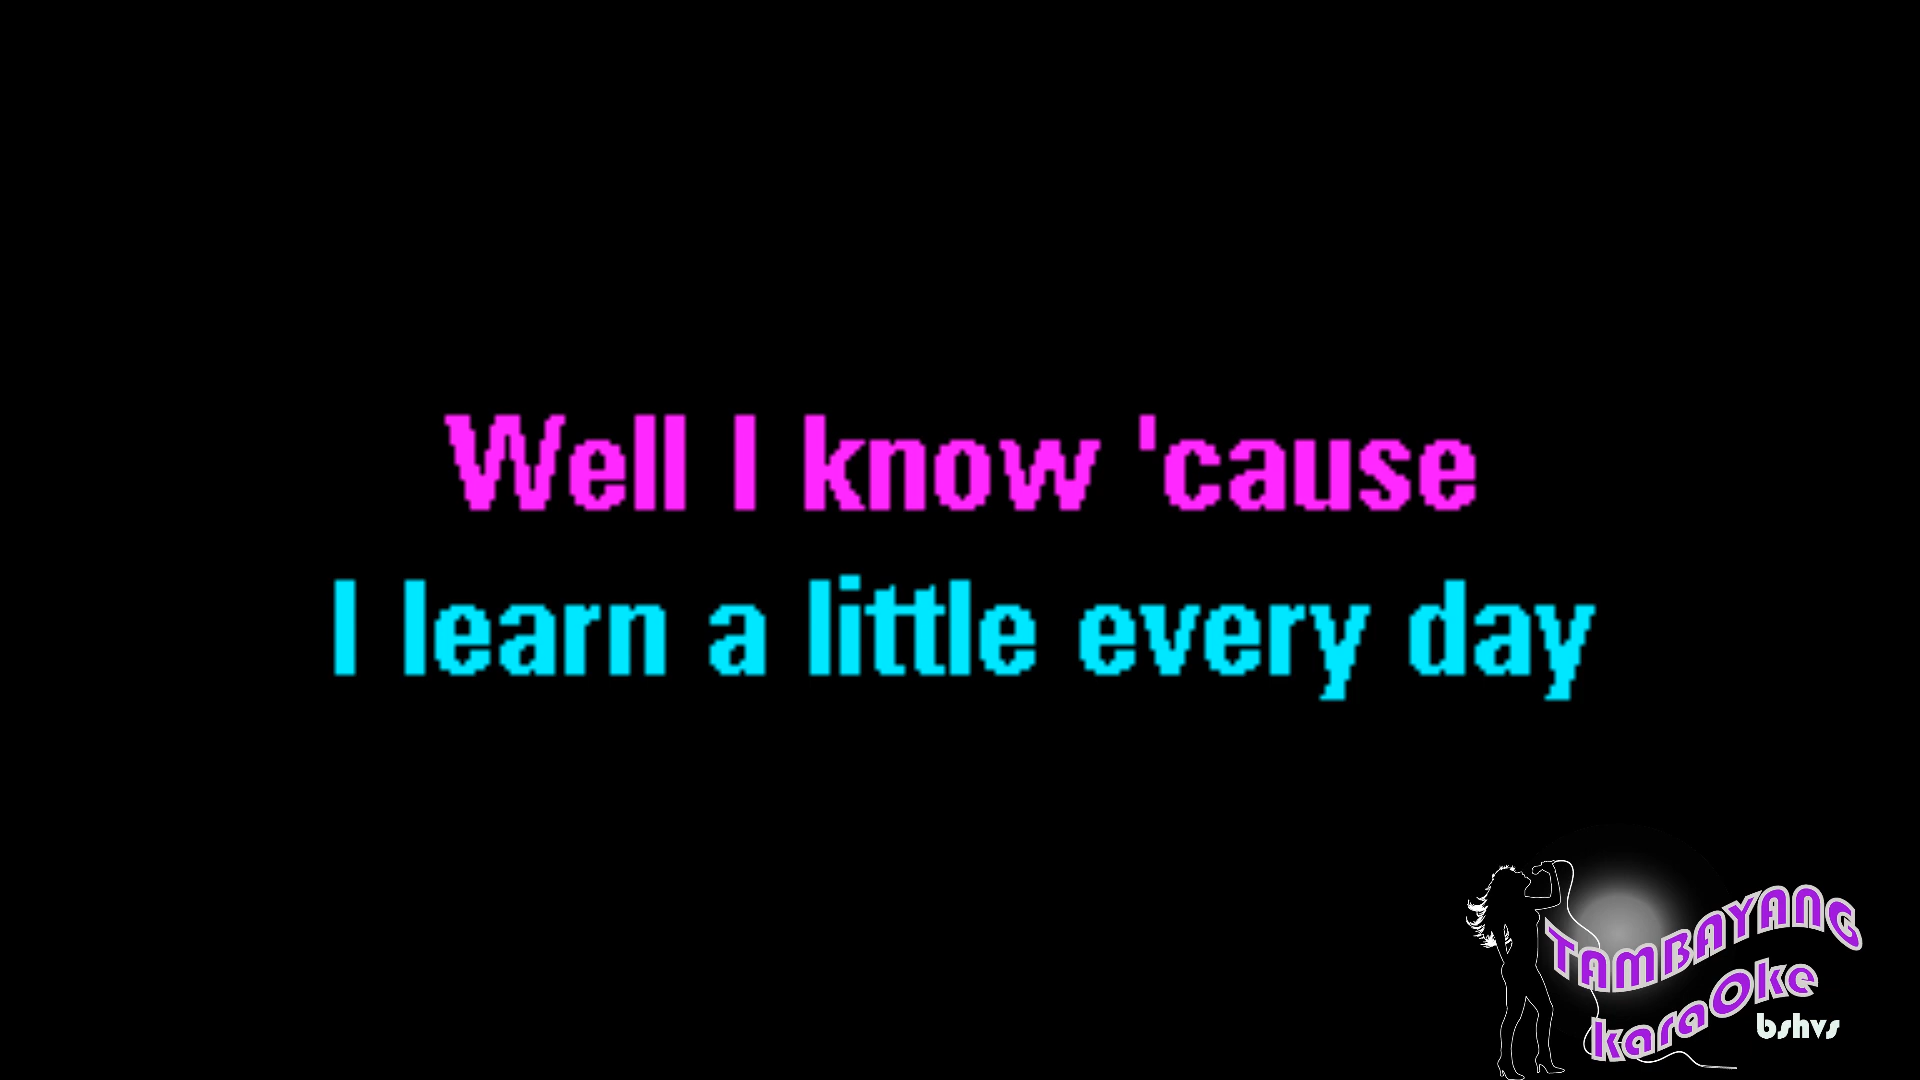 Well I know 'cause
I learn a little every day
TAMBAYANG
karaOke
bshvs